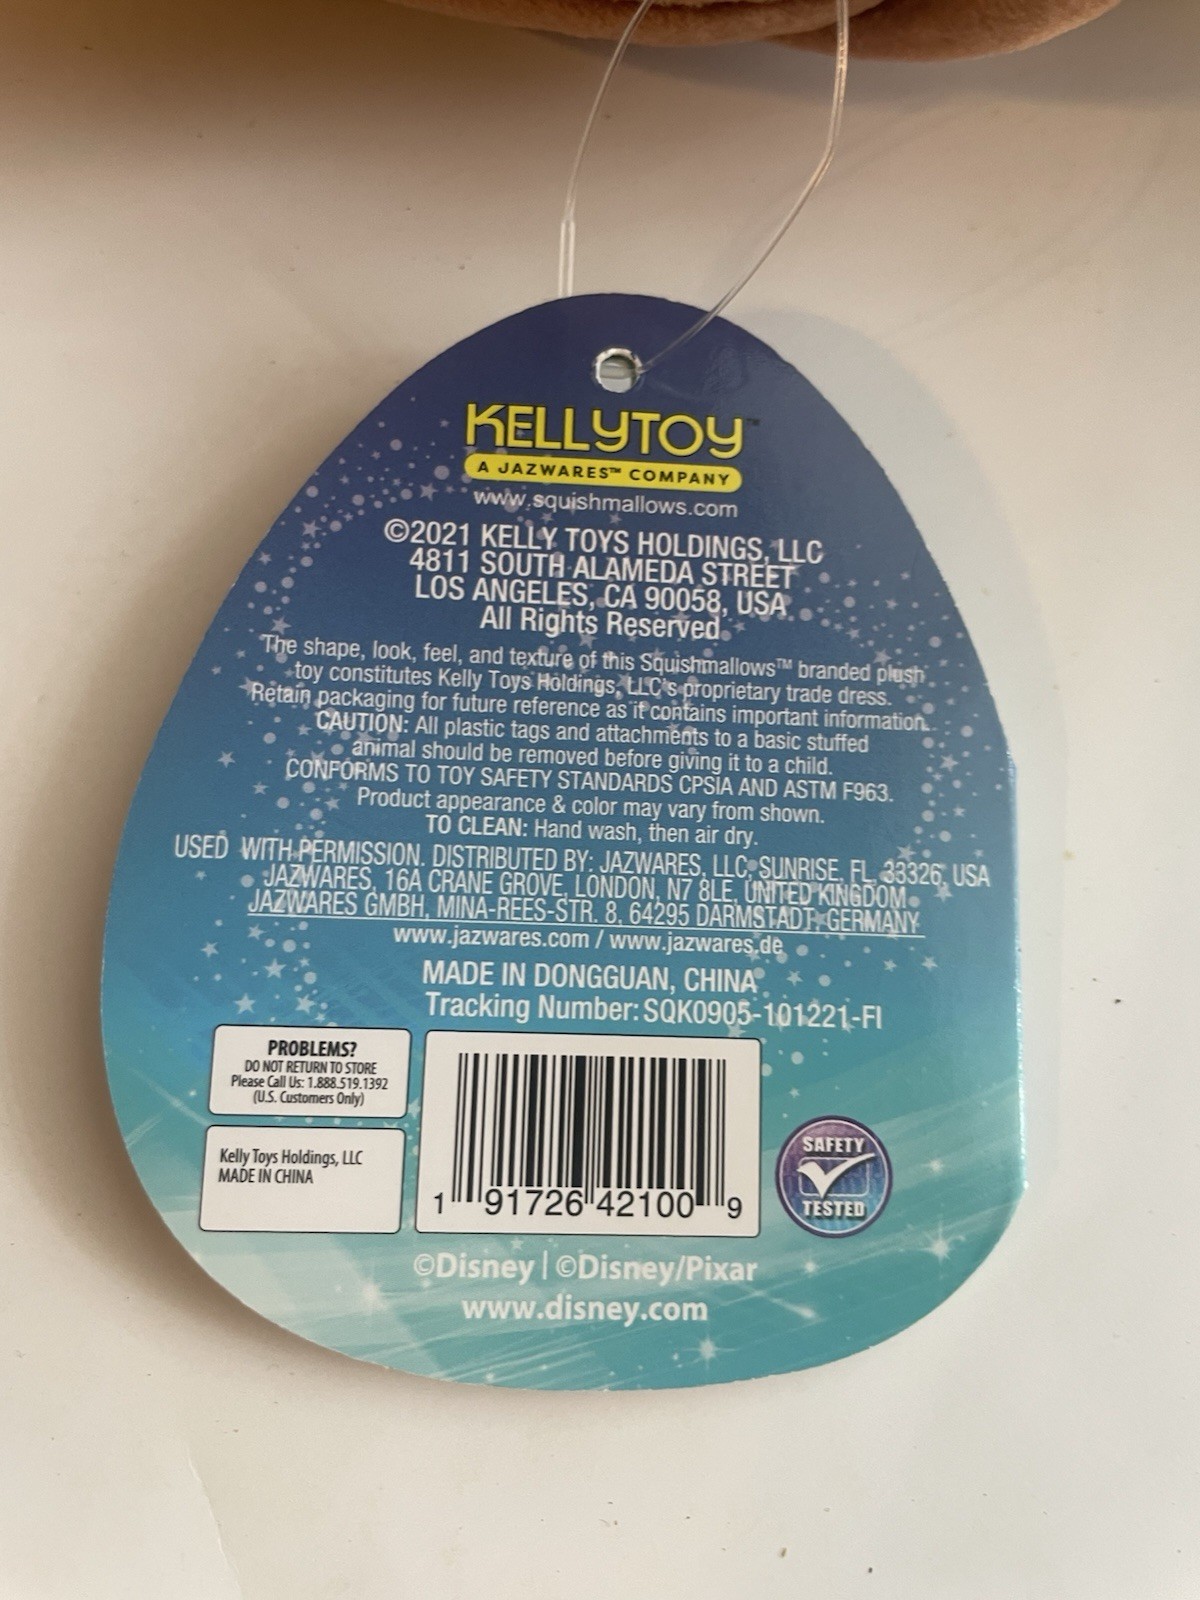 KELLYTOY™
A JAZWARES™ COMPANY
www.squishmallows.com
©2021 KELLY TOYS HOLDINGS, LLC
4811 SOUTH ALAMEDA STREET
LOS ANGELES, CA 90058, USA
All Rights Reserved
The shape, look, feel, and texture of this Squishmallows™ branded plush
toy constitutes Kelly Toys Holdings, LLC's proprietary trade dress.
Retain packaging for future reference as it contains important information.
CAUTION: All plastic tags and attachments to a basic stuffed
animal should be removed before giving it to a child.
CONFORMS TO TOY SAFETY STANDARDS CPSIA AND ASTM F963.
Product appearance & color may vary from shown.
TO CLEAN: Hand wash, then air dry.
USED WITH PERMISSION. DISTRIBUTED BY: JAZWARES, LLC, SUNRISE, FL, 33326, USA
JAZWARES, 16A CRANE GROVE, LONDON, N7 8LE, UNITED KINGDOM
JAZWARES GMBH, MINA-REES-STR. 8, 64295 DARMSTADT, GERMANY
www.jazwares.com / www.jazwares.de
MADE IN DONGGUAN, CHINA
Tracking Number: SQK0905-101221-FI
PROBLEMS?
DO NOT RETURN TO STORE
Please Call Us: 1.888.519.1392
(U.S. Customers Only)
Kelly Toys Holdings, LLC
MADE IN CHINA
1 91726 42100 9
SAFETY
TESTED
©Disney | ©Disney/Pixar
www.disney.com